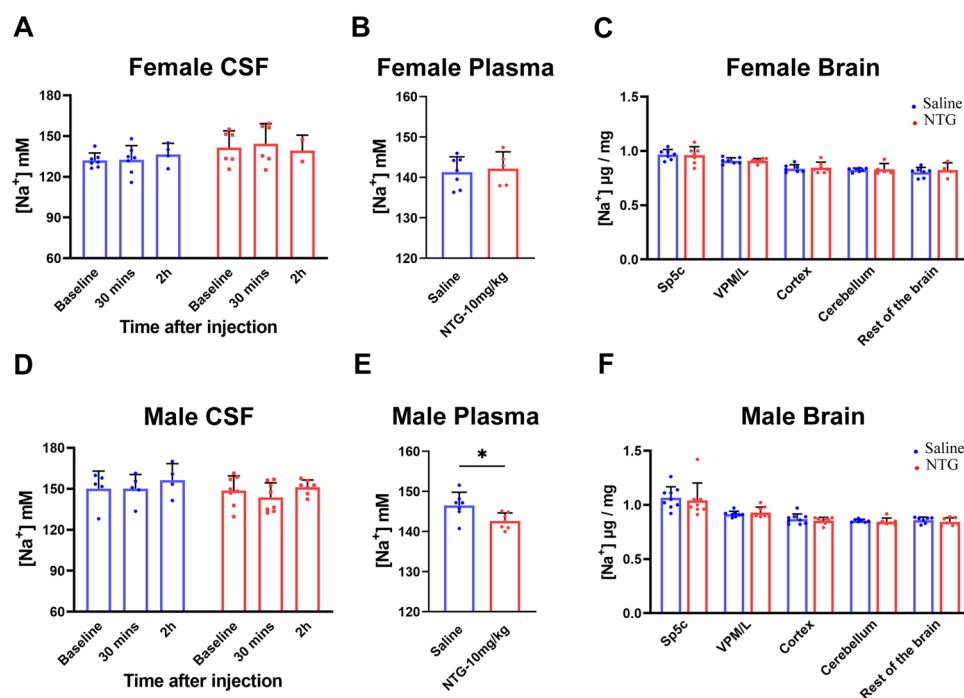 A
Female CSF
[Na⁺] mM
180
150
120
90
60
Baseline
30 mins
2h
Baseline
30 mins
2h
Time after injection
B
Female Plasma
[Na⁺] mM
160
150
140
130
120
Saline
NTG-10mg/kg
C
Female Brain
Saline
NTG
[Na⁺] µg / mg
1.5
1.0
0.5
0.0
Sp5c
VPM/L
Cortex
Cerebellum
Rest of the brain
D
Male CSF
[Na⁺] mM
180
150
120
90
60
Baseline
30 mins
2h
Baseline
30 mins
2h
Time after injection
E
Male Plasma
*
[Na⁺] mM
160
150
140
130
120
Saline
NTG-10mg/kg
F
Male Brain
Saline
NTG
[Na⁺] µg / mg
1.5
1.0
0.5
0.0
Sp5c
VPM/L
Cortex
Cerebellum
Rest of the brain